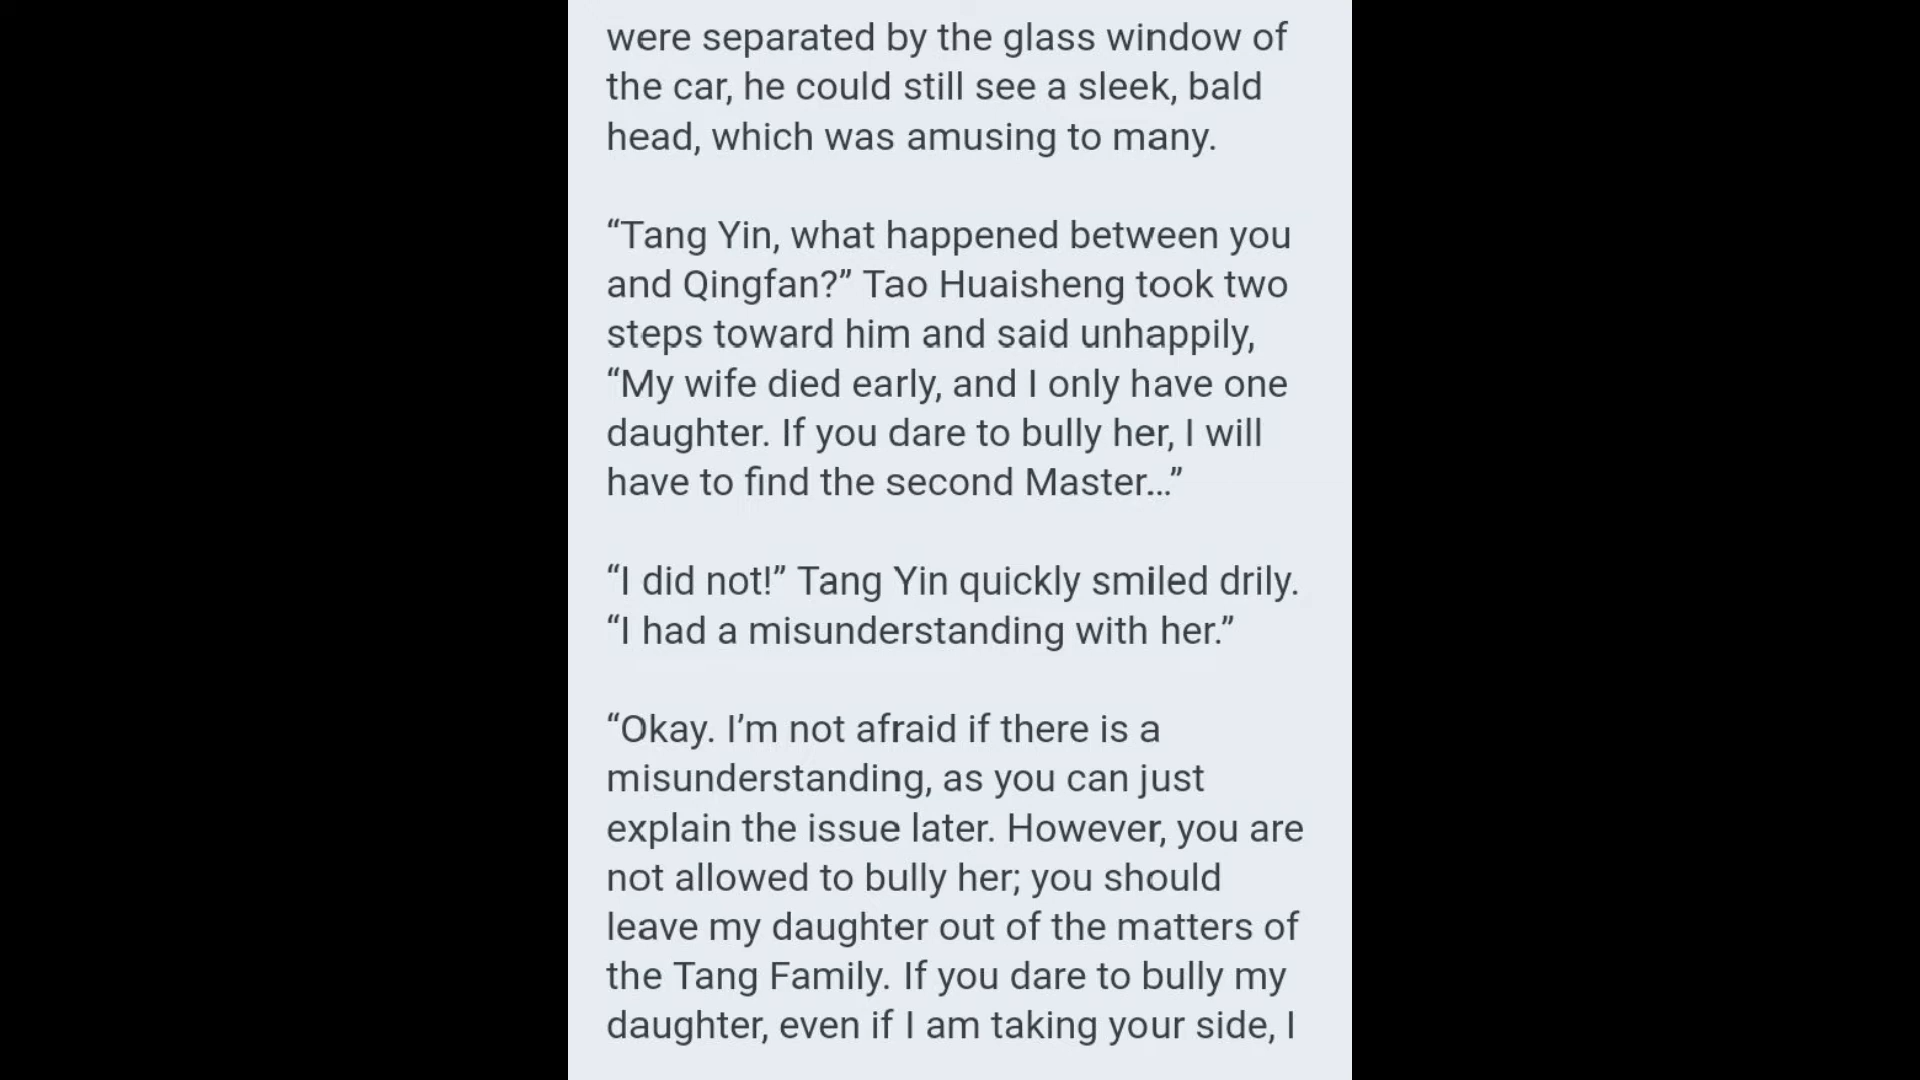 were separated by the glass window of
the car, he could still see a sleek, bald
head, which was amusing to many.
“Tang Yin, what happened between you
and Qingfan?” Tao Huaisheng took two
steps toward him and said unhappily,
“My wife died early, and I only have one
daughter. If you dare to bully her, I will
have to find the second Master…”
“I did not!” Tang Yin quickly smiled drily.
“I had a misunderstanding with her.”
“Okay. I’m not afraid if there is a
misunderstanding, as you can just
explain the issue later. However, you are
not allowed to bully her; you should
leave my daughter out of the matters of
the Tang Family. If you dare to bully my
daughter, even if I am taking your side, I